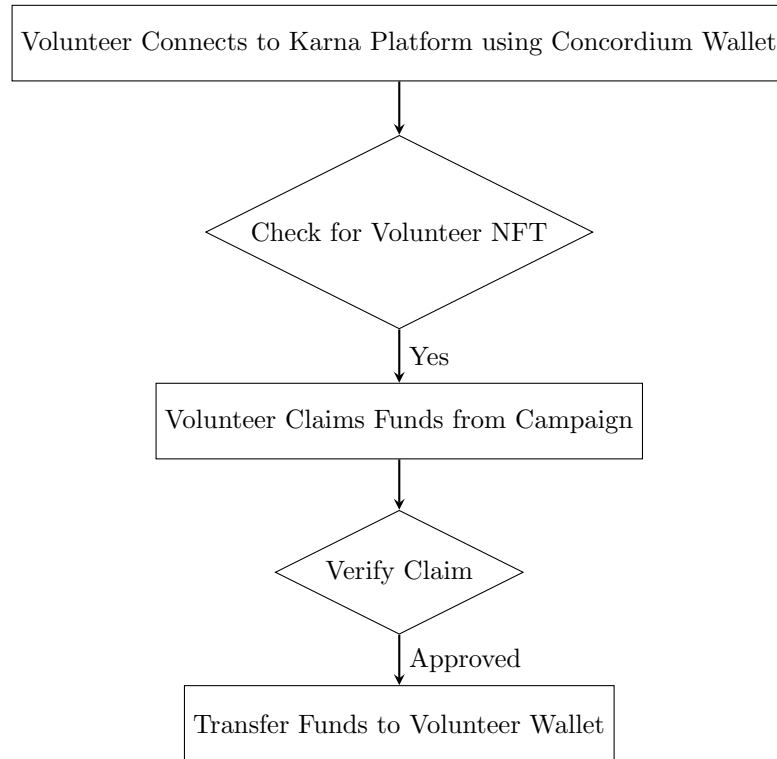 Volunteer Connects to Karna Platform using Concordium Wallet
Check for Volunteer NFT
Yes
Volunteer Claims Funds from Campaign
Verify Claim
Approved
Transfer Funds to Volunteer Wallet